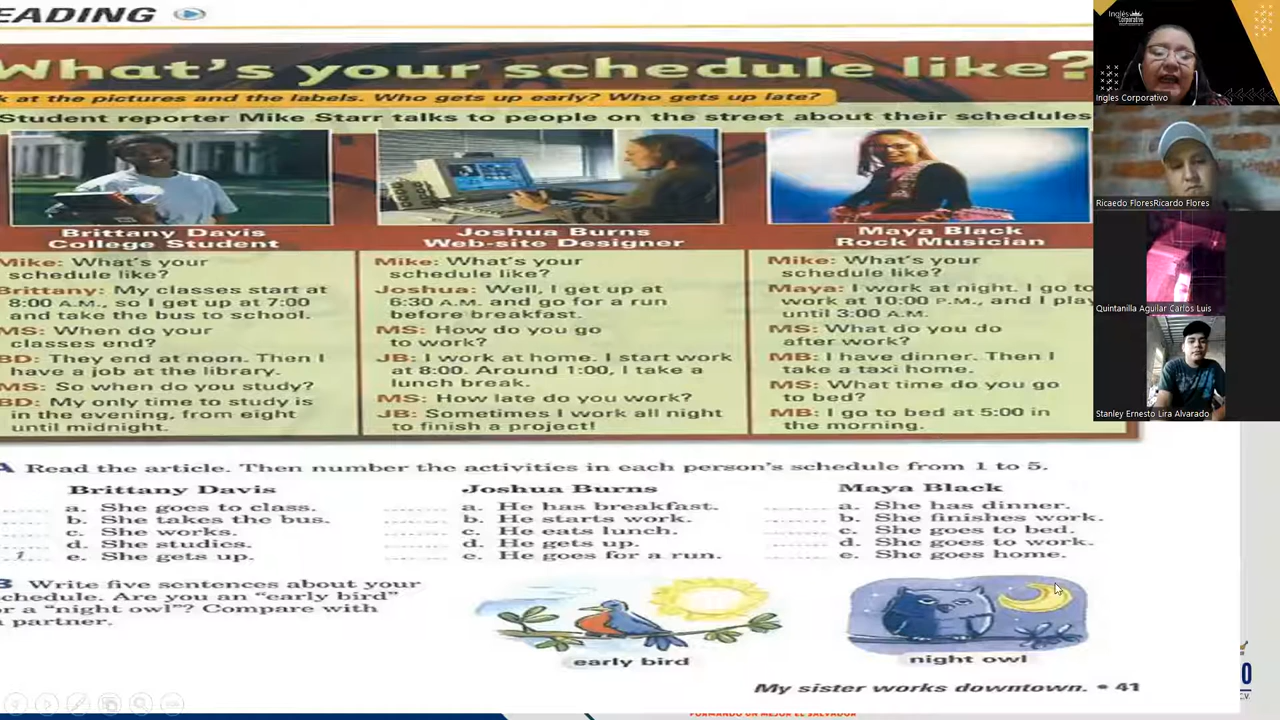 EADING
What's your schedule like?
k at the pictures and the labels. Who gets up early? Who gets up late?
Student reporter Mike Starr talks to people on the street about their schedules
Brittany Davis
College Student
Mike: What's your
schedule like?
Brittany: My classes start at
8:00 A.M., so I get up at 7:00
and take the bus to school.
MS: When do your
classes end?
BD: They end at noon. Then I
have a job at the library.
MS: So when do you study?
BD: My only time to study is
in the evening, from eight
until midnight.
Joshua Burns
Web-site Designer
Mike: What's your
schedule like?
Joshua: Well, I get up at
6:30 A.M. and go for a run
before breakfast.
MS: How do you go
to work?
JB: I work at home. I start work
at 8:00. Around 1:00, I take a
lunch break.
MS: How late do you work?
JB: Sometimes I work all night
to finish a project!
Maya Black
Rock Musician
Mike: What's your
schedule like?
Maya: I work at night. I go to
work at 10:00 P.M., and I play
until 3:00 A.M.
MS: What do you do
after work?
MB: I have dinner. Then I
take a taxi home.
MS: What time do you go
to bed?
MB: I go to bed at 5:00 in
the morning.
A Read the article. Then number the activities in each person's schedule from 1 to 5.
Brittany Davis
a. She goes to class.
b. She takes the bus.
c. She works.
d. She studies.
1 e. She gets up.
Joshua Burns
a. He has breakfast.
b. He starts work.
c. He eats lunch.
d. He gets up.
e. He goes for a run.
Maya Black
a. She has dinner.
b. She finishes work.
c. She goes to bed.
d. She goes to work.
e. She goes home.
B Write five sentences about your
schedule. Are you an "early bird"
or a "night owl"? Compare with
a partner.
early bird
night owl
My sister works downtown. • 41
FORMANDO UN MEJOR EL SALVADOR
Inglés
Corporativo
Ingles Corporativo
Ricaedo FloresRicardo Flores
Quintanilla Aguilar Carlos Luis
Stanley Ernesto Lira Alvarado